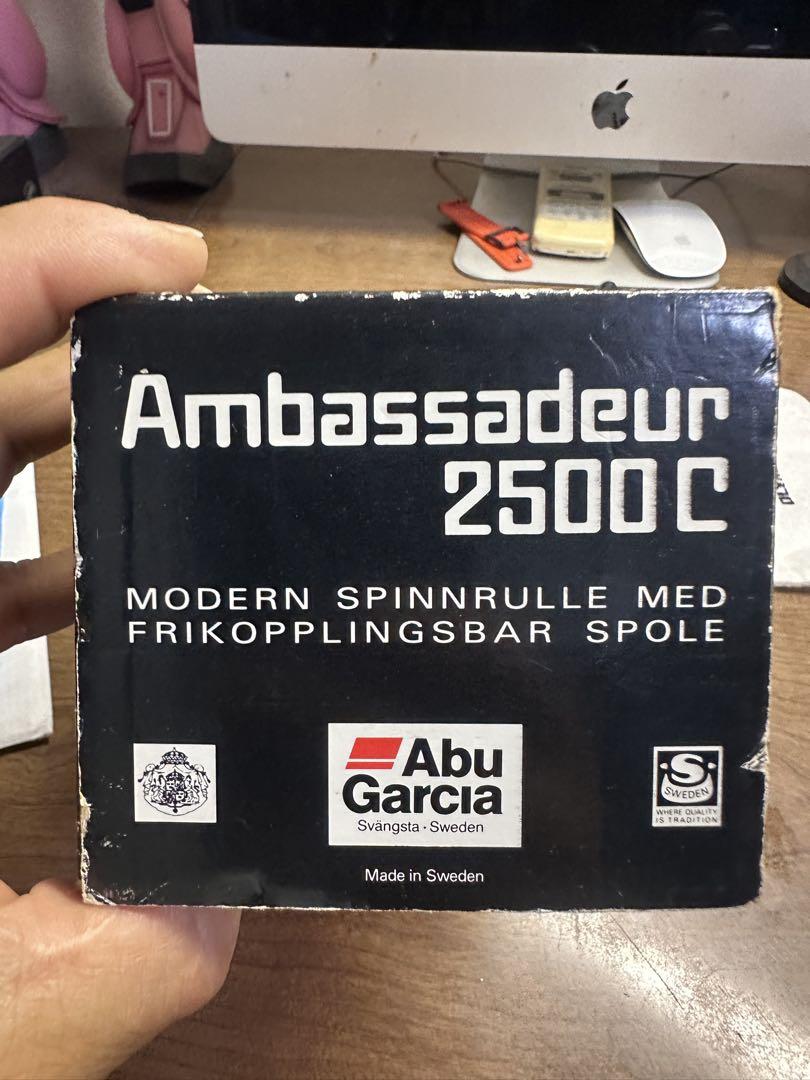 Ambassadeur
2500 C
MODERN SPINNRULLE MED
FRIKOPPLINGSBAR SPOLE
Abu
Garcia
Svängsta · Sweden
S
SWEDEN
WHERE QUALITY
IS TRADITION
Made in Sweden